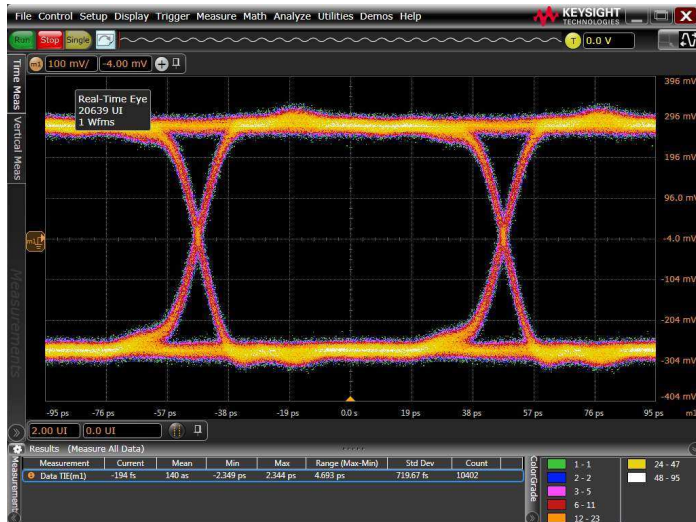 File Control Setup Display Trigger Measure Math Analyze Utilities Demos Help
KEYSIGHT
TECHNOLOGIES
Run Stop Single T 0.0 V
m1 100 mV/ -4.00 mV
Time Meas
Vertical Meas
Measurements
Real-Time Eye
20639 UI
1 Wfms
396 mV
296 mV
196 mV
96.0 mV
-4.0 mV
-104 mV
-204 mV
-304 mV
-404 mV
-95 ps -76 ps -57 ps -38 ps -19 ps 0.0 s 19 ps 38 ps 57 ps 76 ps 95 ps m1
2.00 UI 0.0 UI
Results (Measure All Data)
Measurement Current Mean Min Max Range (Max-Min) Std Dev Count
Data TIE(m1) -194 fs 140 as -2.349 ps 2.344 ps 4.693 ps 719.67 fs 10402
Measurements
ColorGrade
1 - 1
2 - 2
3 - 5
6 - 11
12 - 23
24 - 47
48 - 95